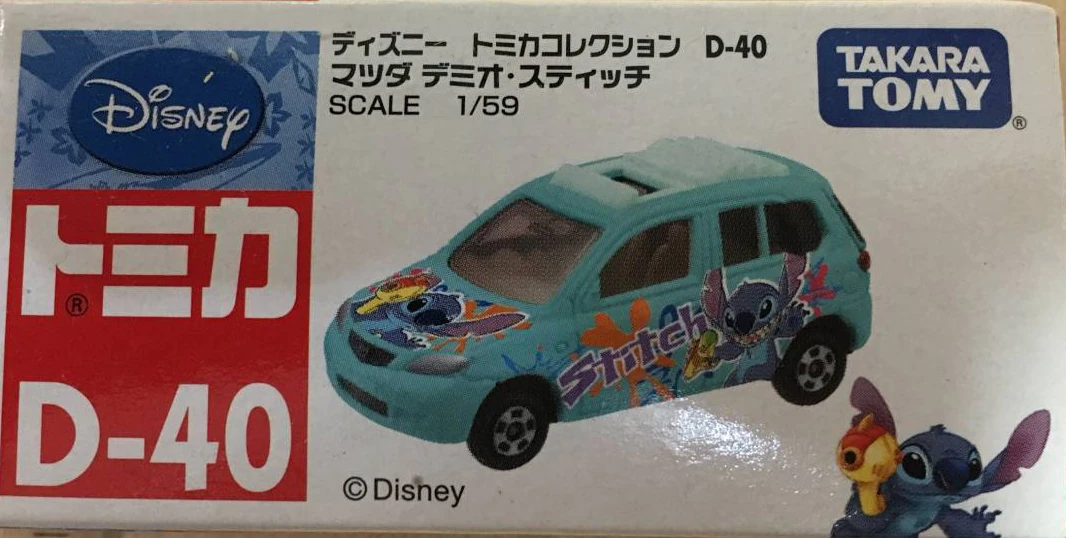 Disney
ディズニー トミカコレクション D-40
マツダ デミオ・スティッチ
SCALE 1/59
TAKARA
TOMY®
トミカ®
D-40
Stitch
©Disney